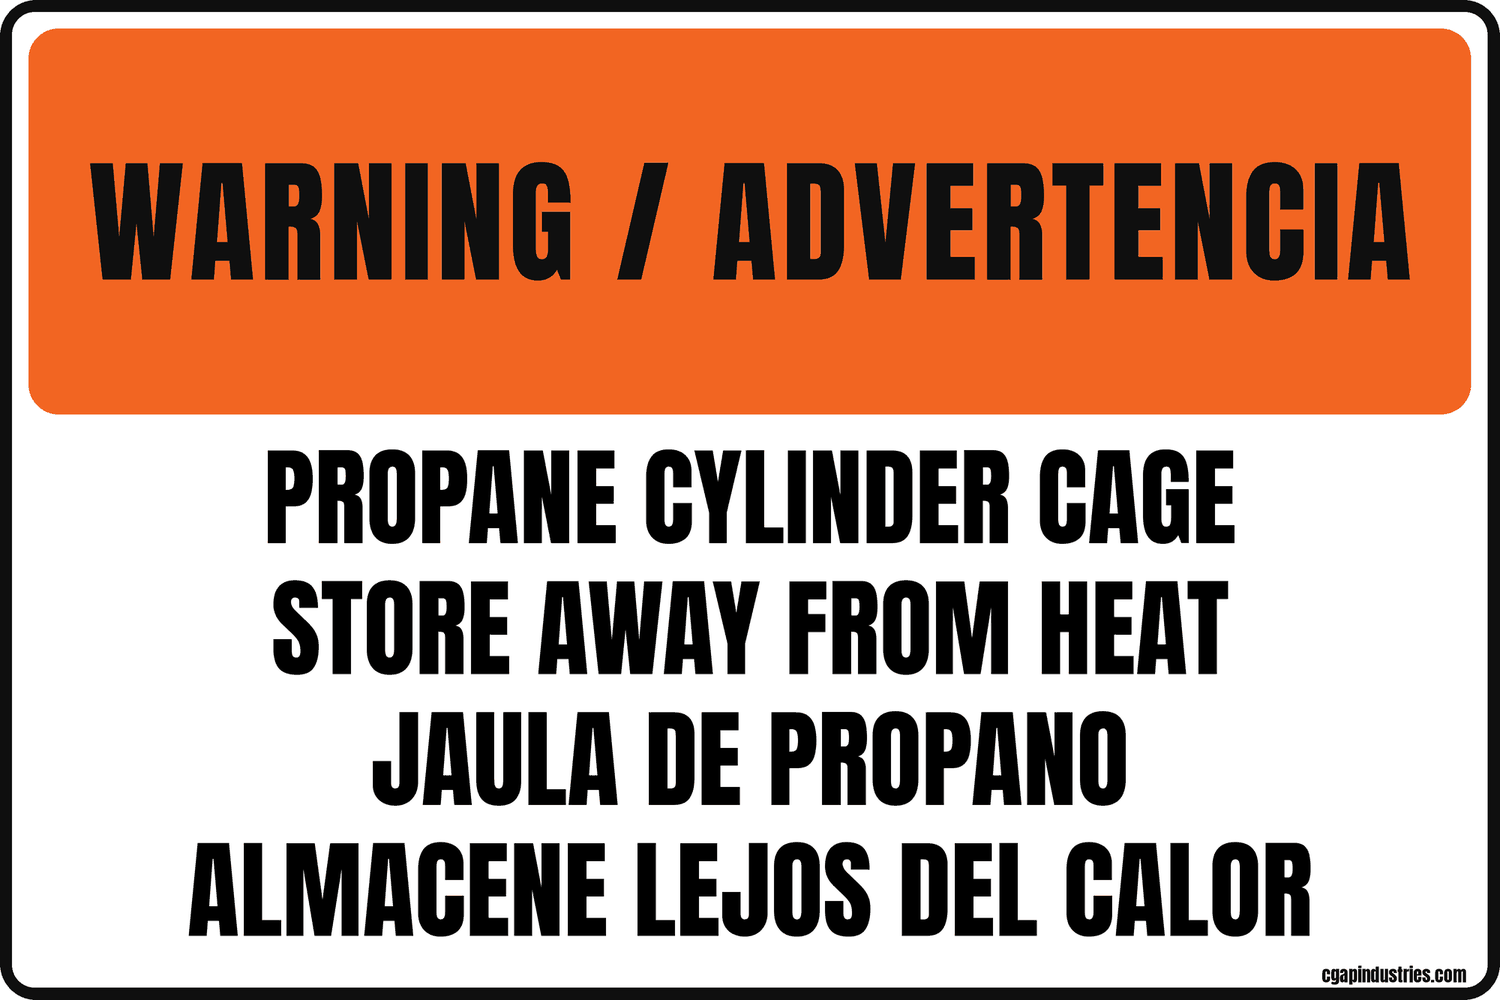 WARNING / ADVERTENCIA
PROPANE CYLINDER CAGE
STORE AWAY FROM HEAT
JAULA DE PROPANO
ALMACENE LEJOS DEL CALOR
cgapindustries.com